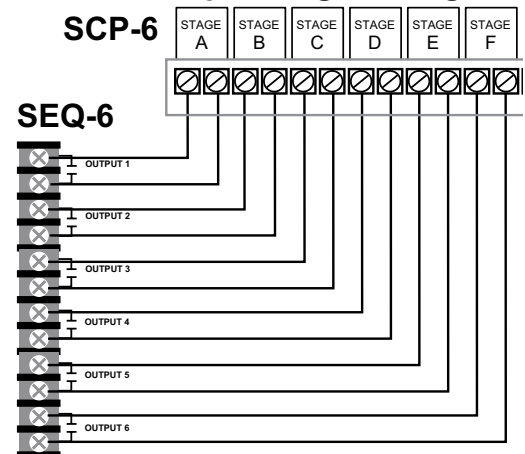 SCP-6
STAGE A
STAGE B
STAGE C
STAGE D
STAGE E
STAGE F
SEQ-6
OUTPUT 1
OUTPUT 2
OUTPUT 3
OUTPUT 4
OUTPUT 5
OUTPUT 6